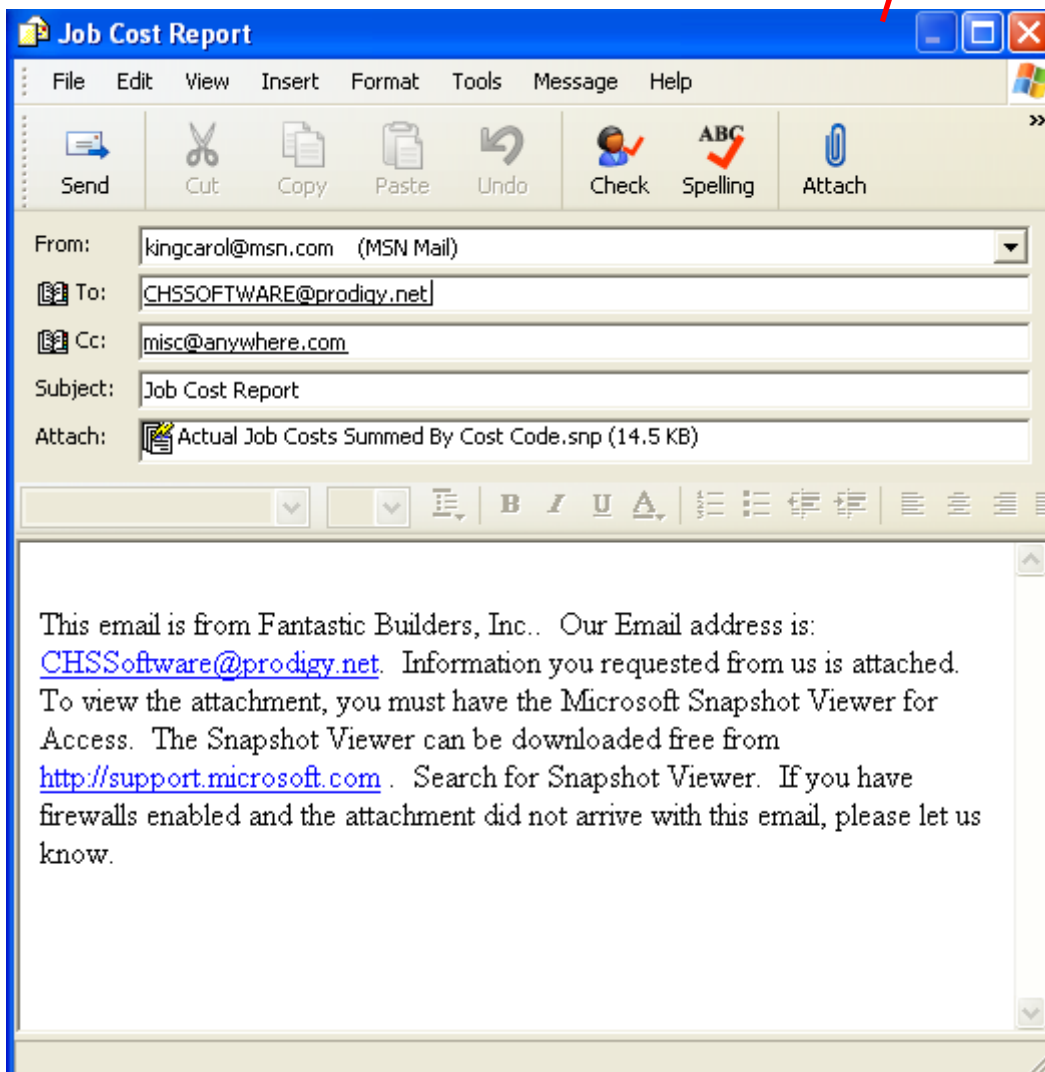 Job Cost Report
File Edit View Insert Format Tools Message Help
»
ABC
Send Cut Copy Paste Undo Check Spelling Attach
From: kingcarol@msn.com (MSN Mail)
To: CHSSOFTWARE@prodigy.net
Cc: misc@anywhere.com
Subject: Job Cost Report
Attach: Actual Job Costs Summed By Cost Code.snp (14.5 KB)
B I U A
This email is from Fantastic Builders, Inc.. Our Email address is:
CHSSoftware@prodigy.net. Information you requested from us is attached.
To view the attachment, you must have the Microsoft Snapshot Viewer for
Access. The Snapshot Viewer can be downloaded free from
http://support.microsoft.com . Search for Snapshot Viewer. If you have
firewalls enabled and the attachment did not arrive with this email, please let us
know.